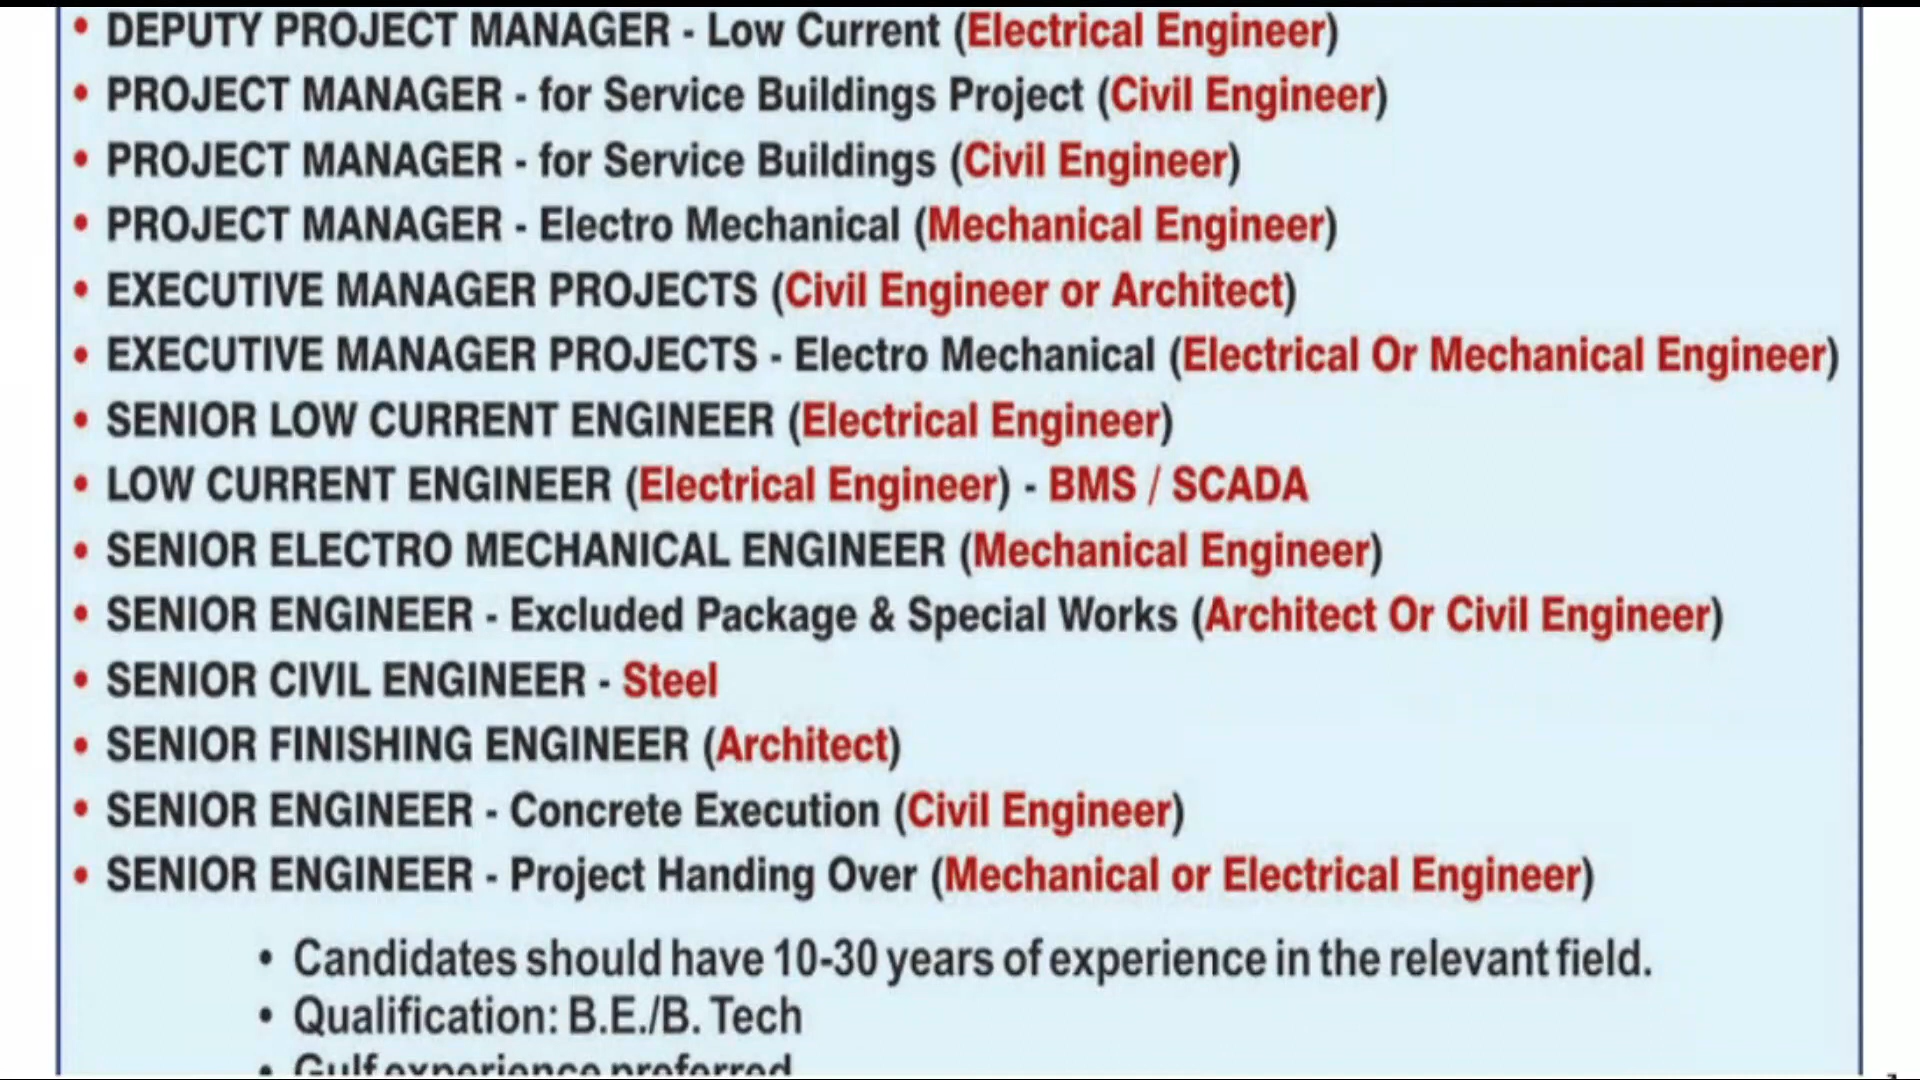 • DEPUTY PROJECT MANAGER - Low Current (Electrical Engineer)
• PROJECT MANAGER - for Service Buildings Project (Civil Engineer)
• PROJECT MANAGER - for Service Buildings (Civil Engineer)
• PROJECT MANAGER - Electro Mechanical (Mechanical Engineer)
• EXECUTIVE MANAGER PROJECTS (Civil Engineer or Architect)
• EXECUTIVE MANAGER PROJECTS - Electro Mechanical (Electrical Or Mechanical Engineer)
• SENIOR LOW CURRENT ENGINEER (Electrical Engineer)
• LOW CURRENT ENGINEER (Electrical Engineer) - BMS / SCADA
• SENIOR ELECTRO MECHANICAL ENGINEER (Mechanical Engineer)
• SENIOR ENGINEER - Excluded Package & Special Works (Architect Or Civil Engineer)
• SENIOR CIVIL ENGINEER - Steel
• SENIOR FINISHING ENGINEER (Architect)
• SENIOR ENGINEER - Concrete Execution (Civil Engineer)
• SENIOR ENGINEER - Project Handing Over (Mechanical or Electrical Engineer)
• Candidates should have 10-30 years of experience in the relevant field.
• Qualification: B.E./B. Tech
• Gulf experience preferred